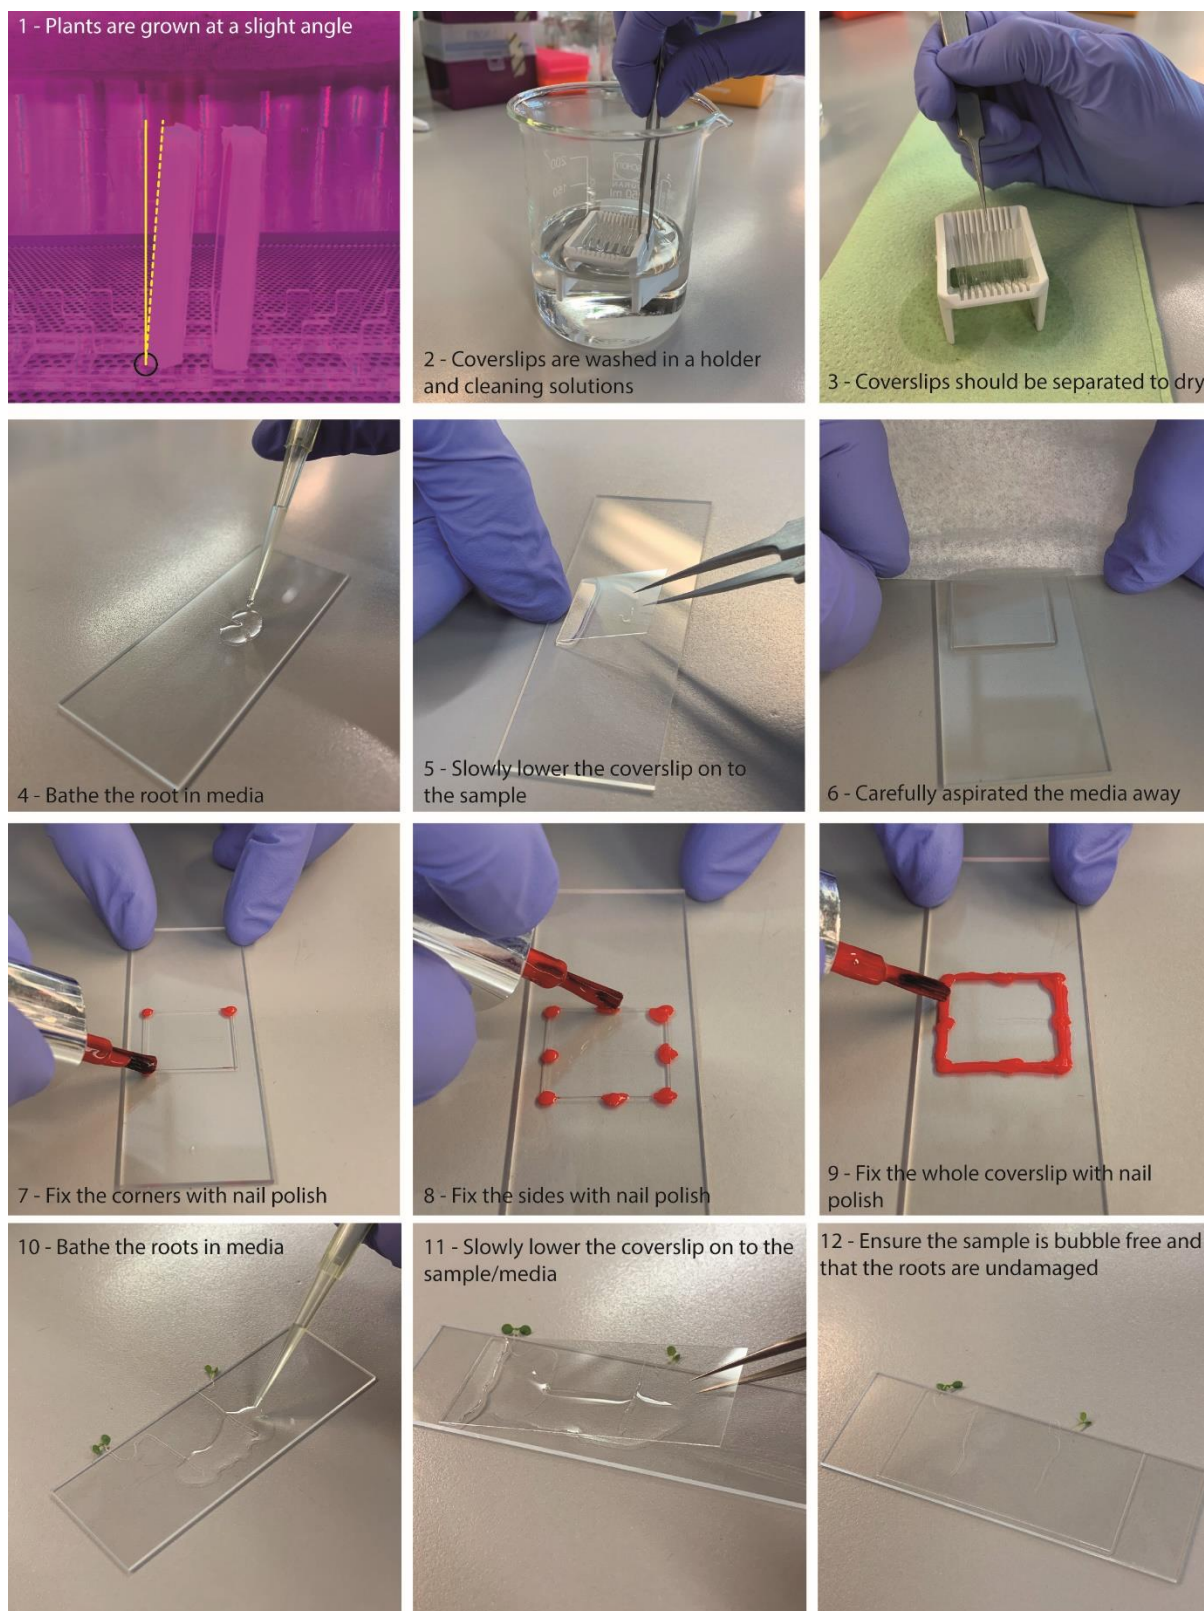 1 - Plants are grown at a slight angle
2 - Coverslips are washed in a holder
and cleaning solutions
3 - Coverslips should be separated to dry
4 - Bathe the root in media
5 - Slowly lower the coverslip on to
the sample
6 - Carefully aspirated the media away
7 - Fix the corners with nail polish
8 - Fix the sides with nail polish
9 - Fix the whole coverslip with nail
polish
10 - Bathe the roots in media
11 - Slowly lower the coverslip on to the
sample/media
12 - Ensure the sample is bubble free and
that the roots are undamaged